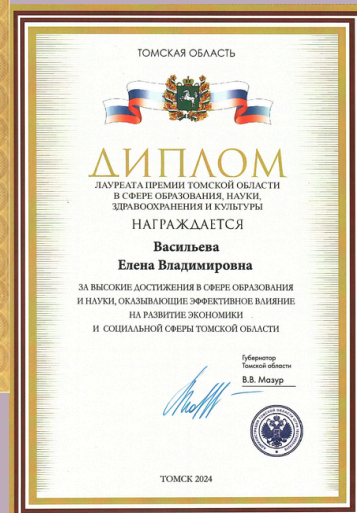 ТОМСКАЯ ОБЛАСТЬ
ДИПЛОМ
ЛАУРЕАТА ПРЕМИИ ТОМСКОЙ ОБЛАСТИ
В СФЕРЕ ОБРАЗОВАНИЯ, НАУКИ,
ЗДРАВООХРАНЕНИЯ И КУЛЬТУРЫ
НАГРАЖДАЕТСЯ
Васильева
Елена Владимировна
ЗА ВЫСОКИЕ ДОСТИЖЕНИЯ В СФЕРЕ ОБРАЗОВАНИЯ
И НАУКИ, ОКАЗЫВАЮЩИЕ ЭФФЕКТИВНОЕ ВЛИЯНИЕ
НА РАЗВИТИЕ ЭКОНОМИКИ
И СОЦИАЛЬНОЙ СФЕРЫ ТОМСКОЙ ОБЛАСТИ
Губернатор
Томской области
В.В. Мазур
ТОМСК 2024